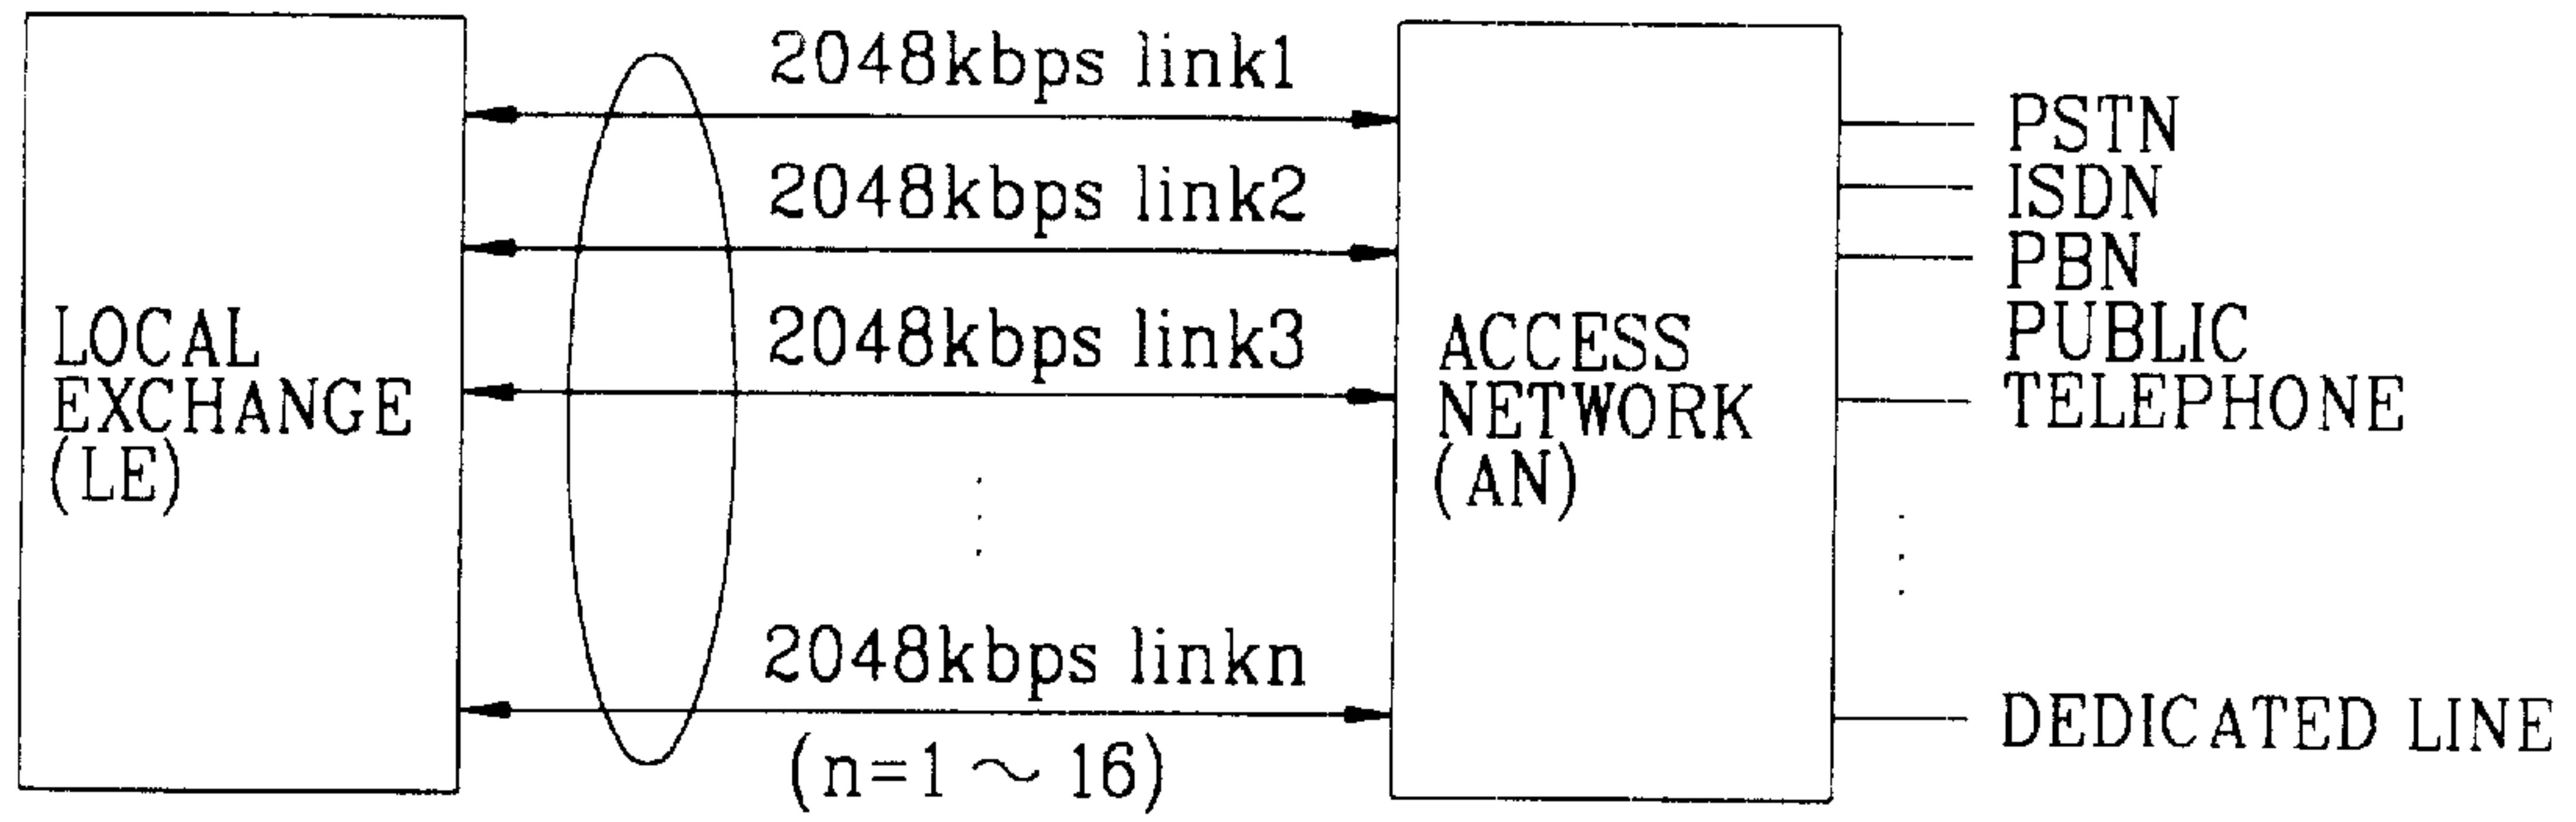 LOCAL
EXCHANGE
(LE)
2048kbps link1
2048kbps link2
2048kbps link3
2048kbps linkn
(n=1 ~ 16)
ACCESS
NETWORK
(AN)
PSTN
ISDN
PBN
PUBLIC
TELEPHONE
DEDICATED LINE